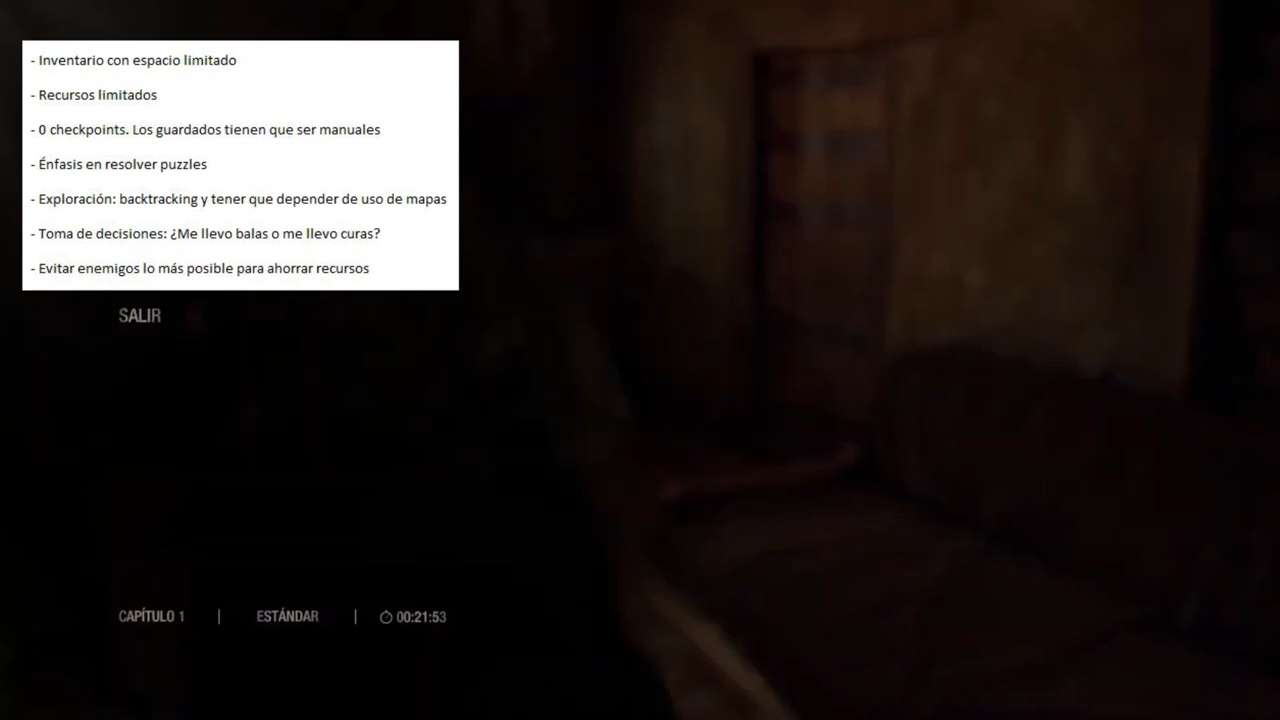 - Inventario con espacio limitado
- Recursos limitados
- 0 checkpoints. Los guardados tienen que ser manuales
- Énfasis en resolver puzzles
- Exploración: backtracking y tener que depender de uso de mapas
- Toma de decisiones: ¿Me llevo balas o me llevo curas?
- Evitar enemigos lo más posible para ahorrar recursos
SALIR
CAPÍTULO 1 | ESTÁNDAR | 00:21:53